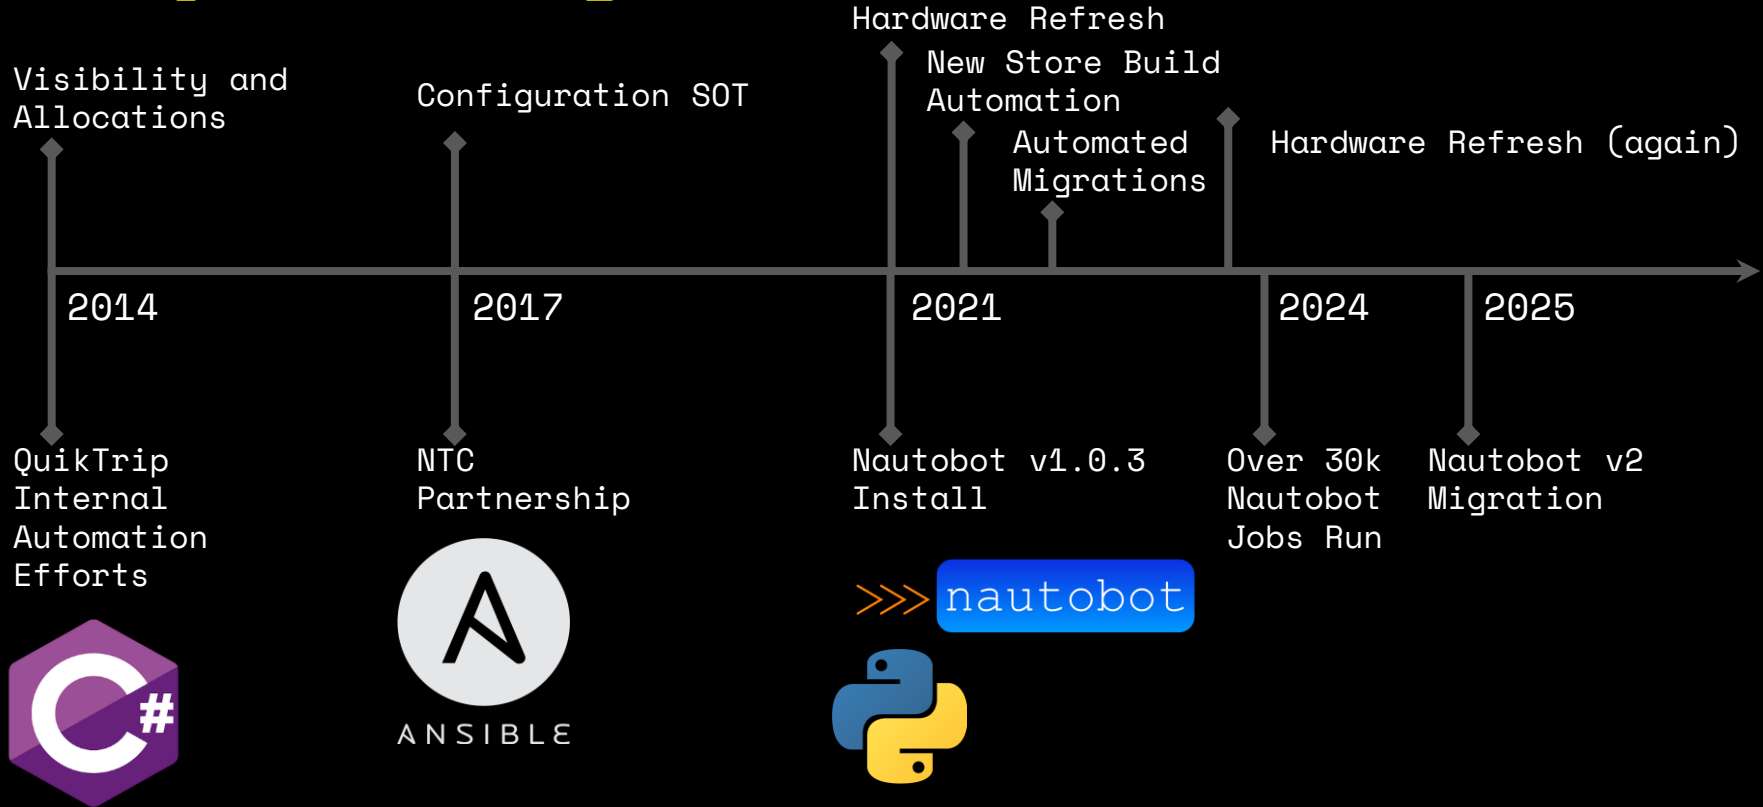 Hardware Refresh
Visibility and
Allocations
Configuration SOT
New Store Build
Automation
Automated
Migrations
Hardware Refresh (again)
2014
2017
2021
2024
2025
QuikTrip
Internal
Automation
Efforts
NTC
Partnership
Nautobot v1.0.3
Install
Over 30k
Nautobot
Jobs Run
Nautobot v2
Migration
C#
ANSIBLE
>>> nautobot